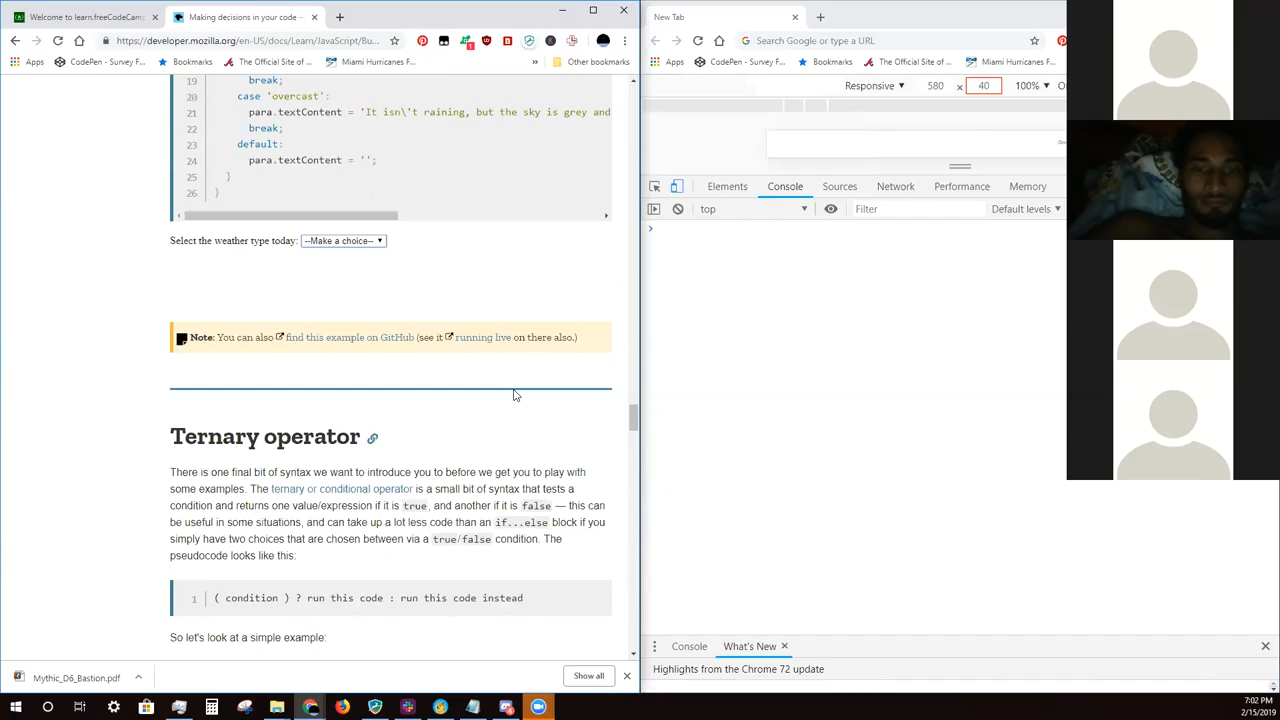 Welcome to learn.freeCodeCam
Making decisions in your code —
New Tab
https://developer.mozilla.org/en-US/docs/Learn/JavaScript/Bu...
Search Google or type a URL
Apps
CodePen - Survey F...
Bookmarks
The Official Site of ...
Miami Hurricanes F...
»
Other bookmarks
Apps
CodePen - Survey F...
Bookmarks
The Official Site of ...
Miami Hurricanes F...
Responsive ▼ 580 × 40 100% ▼
19 break;
20 case 'overcast':
21 para.textContent = 'It isn\'t raining, but the sky is grey and
22 break;
23 default:
24 para.textContent = '';
25 }
26 }
Select the weather type today: --Make a choice--
Note: You can also find this example on GitHub (see it running live on there also.)
Ternary operator
There is one final bit of syntax we want to introduce you to before we get you to play with
some examples. The ternary or conditional operator is a small bit of syntax that tests a
condition and returns one value/expression if it is true, and another if it is false — this can
be useful in some situations, and can take up a lot less code than an if...else block if you
simply have two choices that are chosen between via a true/false condition. The
pseudocode looks like this:
1 ( condition ) ? run this code : run this code instead
So let's look at a simple example:
Elements Console Sources Network Performance Memory
top Filter Default levels ▼
>
Console What's New ×
Highlights from the Chrome 72 update
Mythic_D6_Bastion.pdf
Show all
7:02 PM
2/15/2019